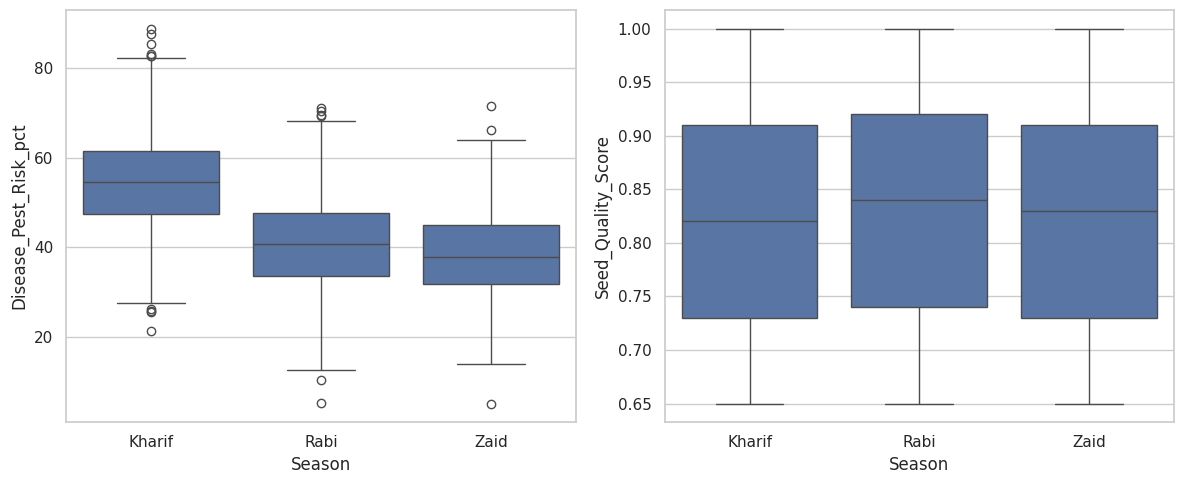 Disease_Pest_Risk_pct
80
60
40
20
Kharif
Rabi
Zaid
Season
Seed_Quality_Score
1.00
0.95
0.90
0.85
0.80
0.75
0.70
0.65
Kharif
Rabi
Zaid
Season